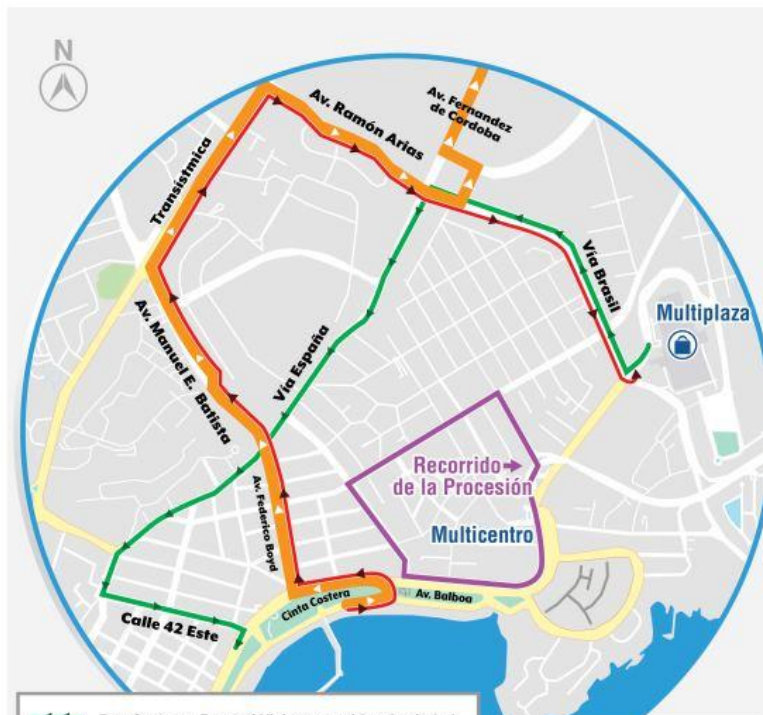 N
Av. Fernandez
de Cordoba
Av. Ramón Arias
Transístmica
Vía Brasil
Multiplaza
Av. Manuel E. Batista
Vía España
Recorrido
de la Procesión
Av. Federico Boyd
Multicentro
Cinta Costera
Av. Balboa
Calle 42 Este